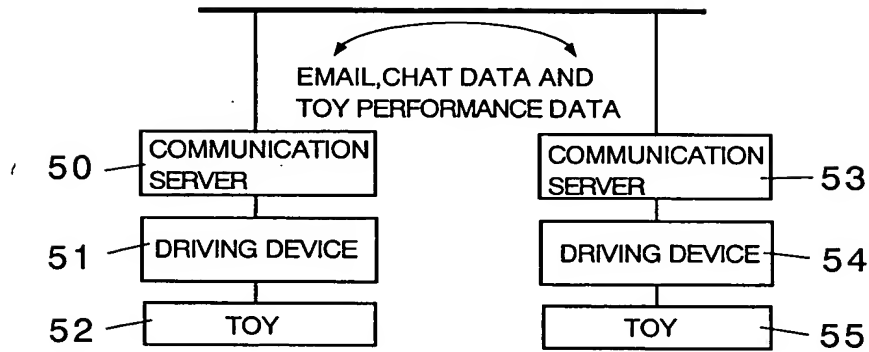 EMAIL,CHAT DATA AND
TOY PERFORMANCE DATA
50
COMMUNICATION
SERVER
COMMUNICATION
SERVER
53
51
DRIVING DEVICE
DRIVING DEVICE
54
52
TOY
TOY
55